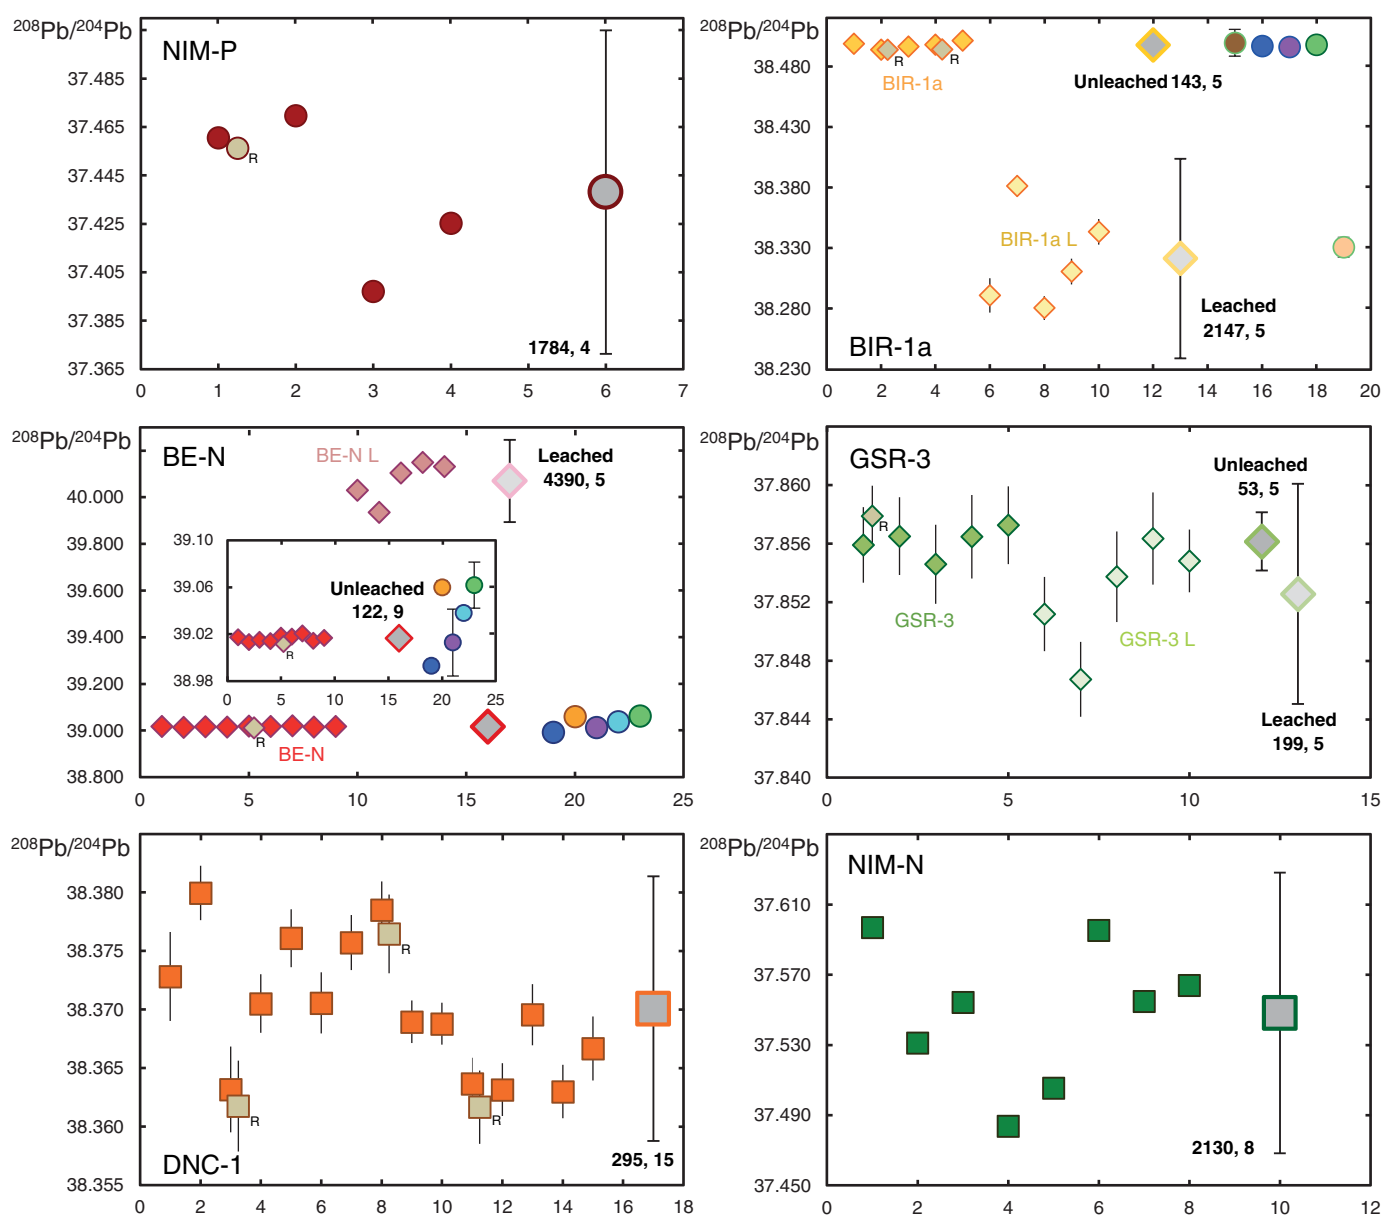 208Pb/204Pb
NIM-P
37.485
37.465
37.445
37.425
37.405
37.385
37.365
R
1784, 4
0 1 2 3 4 5 6 7
208Pb/204Pb
38.480
38.430
38.380
38.330
38.280
38.230
R R
BIR-1a
Unleached 143, 5
BIR-1a L
Leached
2147, 5
BIR-1a
0 2 4 6 8 10 12 14 16 18 20
208Pb/204Pb
BE-N
40.000
39.800
39.600
39.400
39.200
39.000
38.800
BE-N L
Leached
4390, 5
39.10
39.06
39.02
38.98
Unleached
122, 9
R
0 5 10 15 20 25
R
BE-N
0 5 10 15 20 25
208Pb/204Pb
GSR-3
37.860
37.856
37.852
37.848
37.844
37.840
Unleached
53, 5
R
GSR-3
GSR-3 L
Leached
199, 5
0 5 10 15
208Pb/204Pb
38.380
38.375
38.370
38.365
38.360
38.355
R
R
R
295, 15
DNC-1
0 2 4 6 8 10 12 14 16 18
208Pb/204Pb
NIM-N
37.610
37.570
37.530
37.490
37.450
2130, 8
0 2 4 6 8 10 12